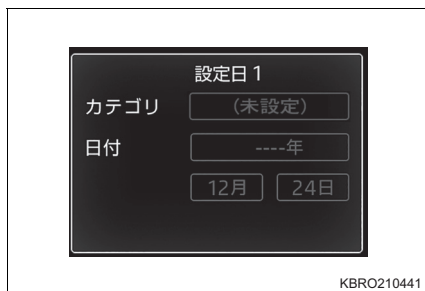 設定日 1
カテゴリ (未設定)
日付 ----年
12月 24日
KBRO210441